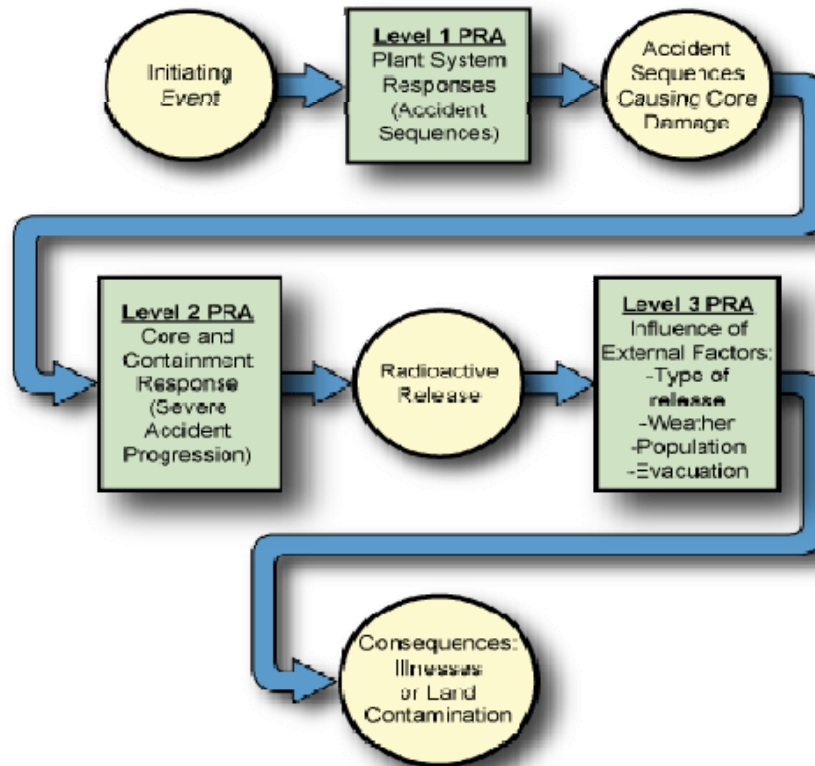 Initiating
Event
Level 1 PRA
Plant System
Responses
(Accident
Sequences)
Accident
Sequences
Causing Core
Damage
Level 2 PRA
Core and
Containment
Response
(Severe
Accident
Progression)
Radioactive
Release
Level 3 PRA
Influence of
External Factors:
-Type of
release
-Weather
-Population
-Evacuation
Consequences:
Illnesses
or Land
Contamination